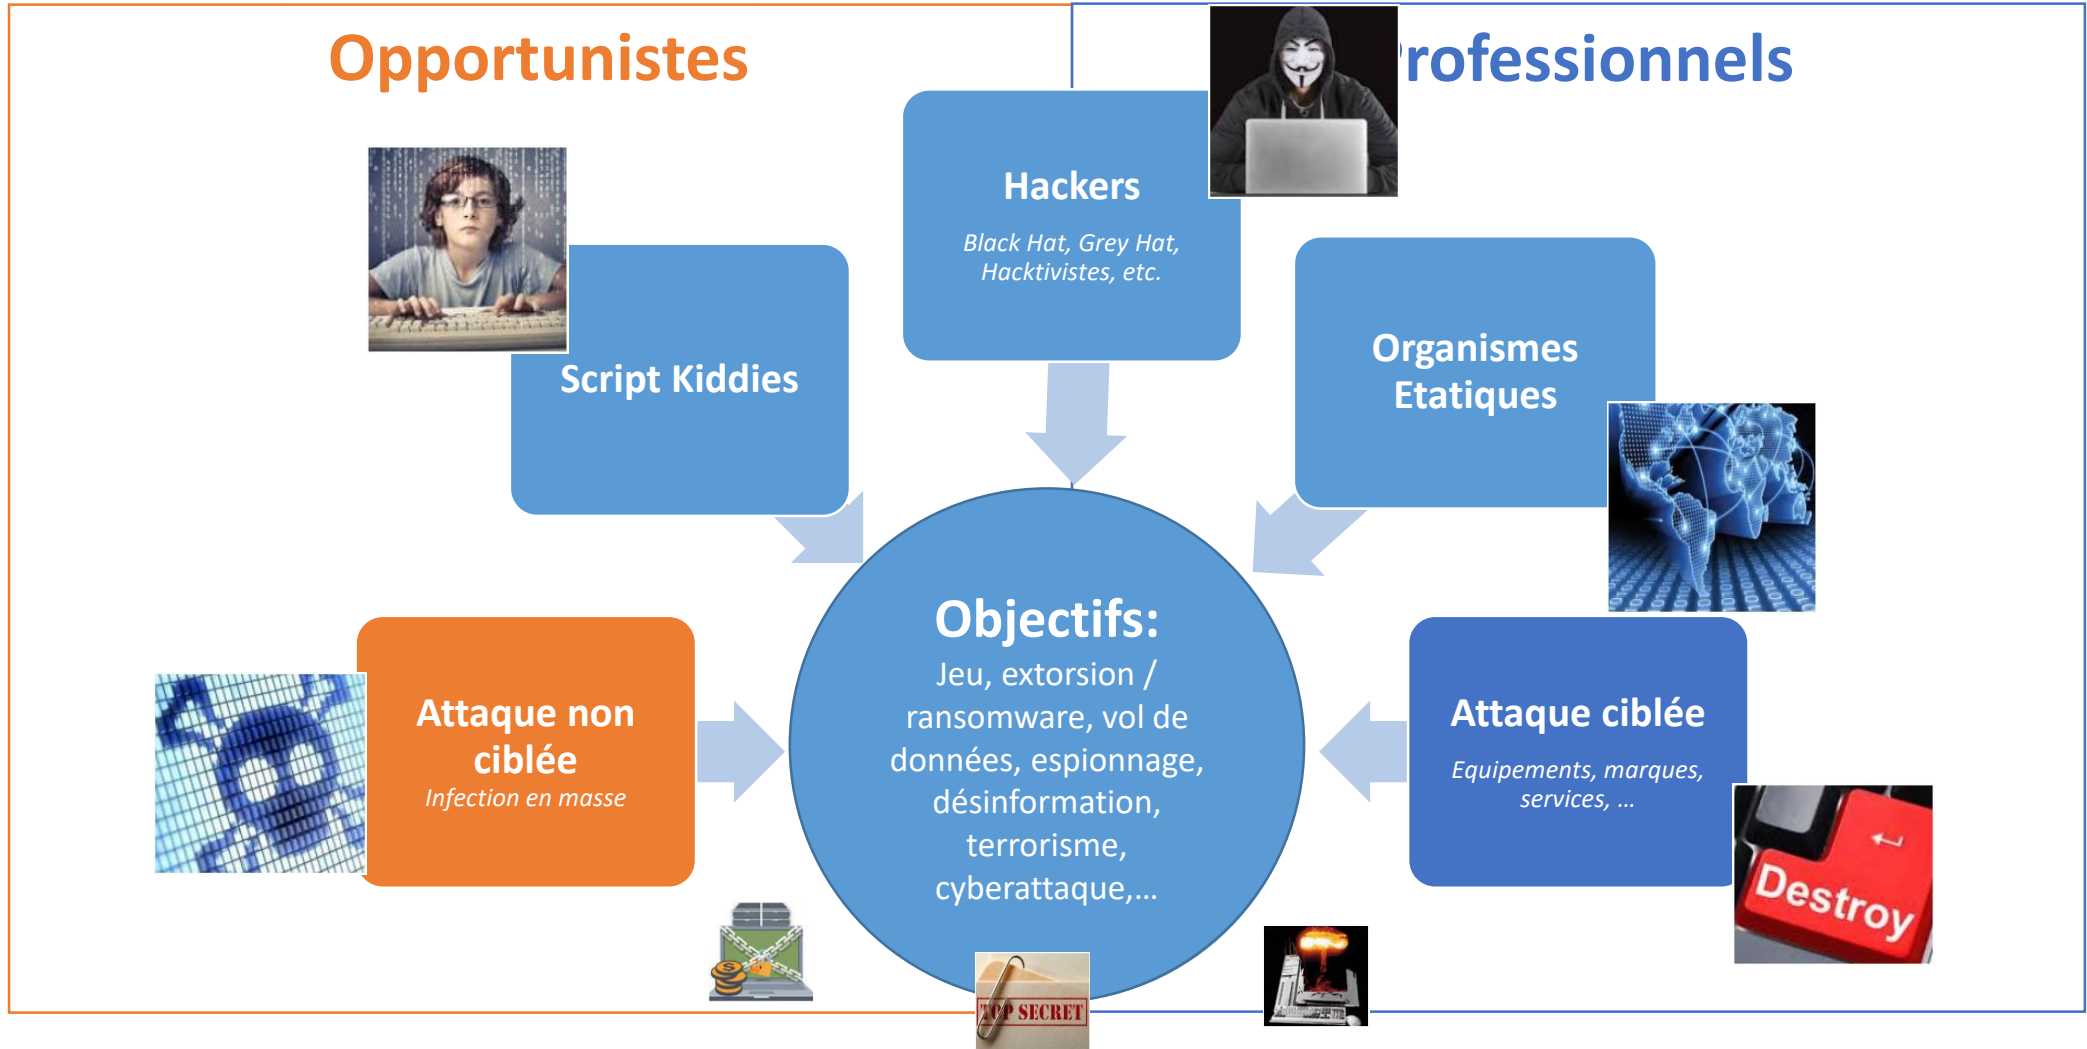 Opportunistes
rofessionnels
Hackers
Black Hat, Grey Hat,
Hacktivistes, etc.
Script Kiddies
Organismes
Etatiques
Objectifs:
Jeu, extorsion /
ransomware, vol de
données, espionnage,
désinformation,
terrorisme,
cyberattaque,...
Attaque non
ciblée
Infection en masse
Attaque ciblée
Equipements, marques,
services, ...
Destroy
TOP SECRET